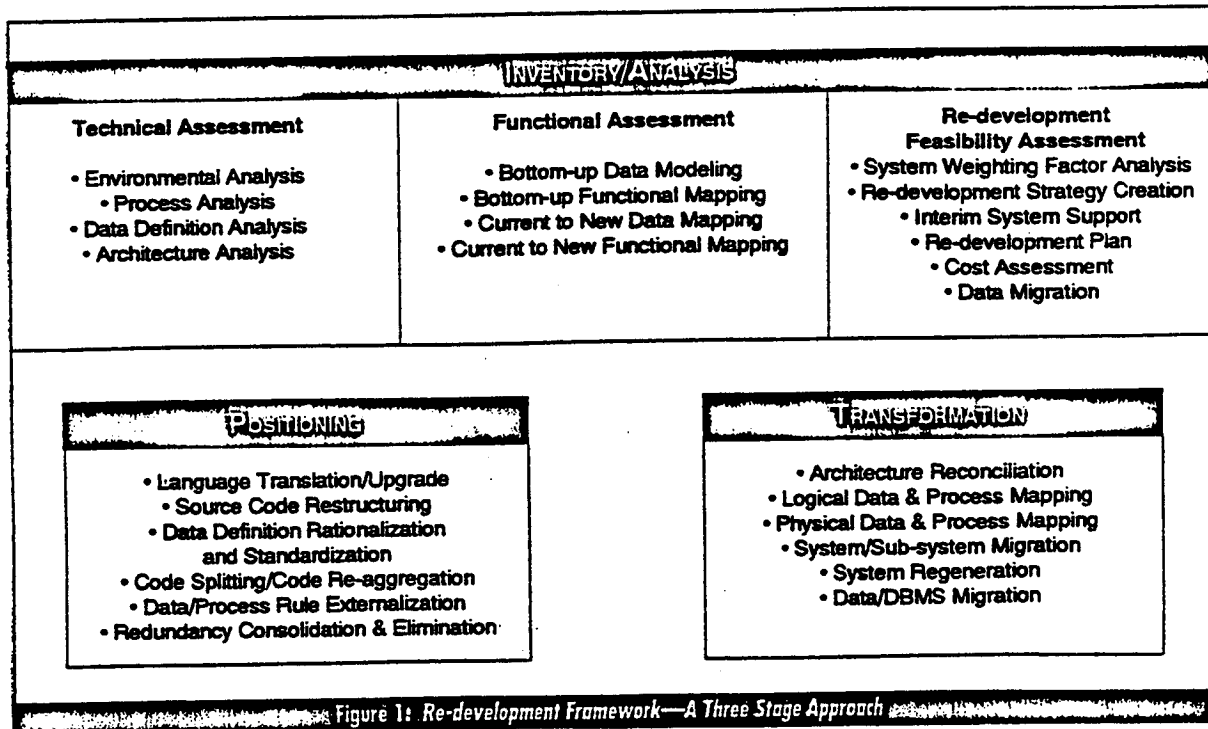 INVENTORY/ANALYSIS
Technical Assessment
• Environmental Analysis
• Process Analysis
• Data Definition Analysis
• Architecture Analysis
Functional Assessment
• Bottom-up Data Modeling
• Bottom-up Functional Mapping
• Current to New Data Mapping
• Current to New Functional Mapping
Re-development
Feasibility Assessment
• System Weighting Factor Analysis
• Re-development Strategy Creation
• Interim System Support
• Re-development Plan
• Cost Assessment
• Data Migration
POSITIONING
• Language Translation/Upgrade
• Source Code Restructuring
• Data Definition Rationalization
and Standardization
• Code Splitting/Code Re-aggregation
• Data/Process Rule Externalization
• Redundancy Consolidation & Elimination
TRANSFORMATION
• Architecture Reconciliation
• Logical Data & Process Mapping
• Physical Data & Process Mapping
• System/Sub-system Migration
• System Regeneration
• Data/DBMS Migration
Figure 1: Re-development Framework—A Three Stage Approach